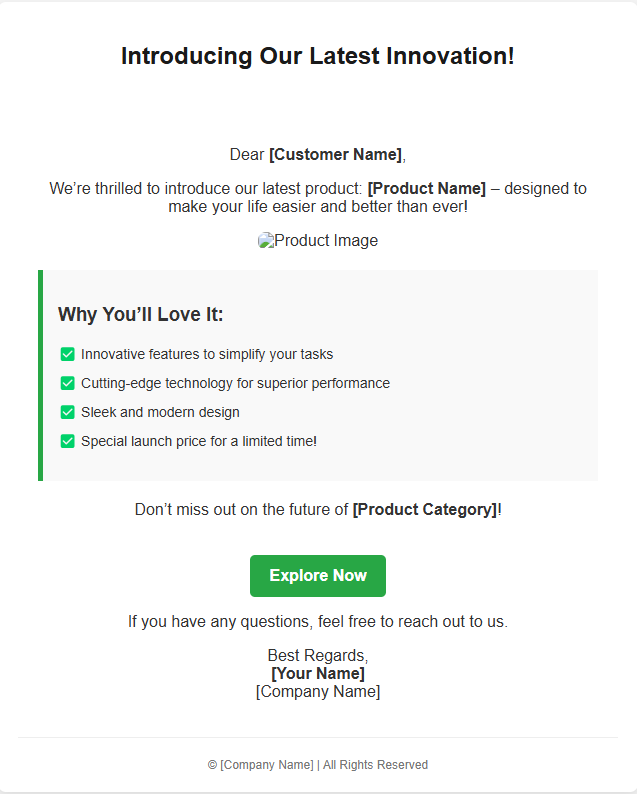 Introducing Our Latest Innovation!
Dear [Customer Name],
We’re thrilled to introduce our latest product: [Product Name] – designed to
make your life easier and better than ever!
Product Image
Why You’ll Love It:
Innovative features to simplify your tasks
Cutting-edge technology for superior performance
Sleek and modern design
Special launch price for a limited time!
Don’t miss out on the future of [Product Category]!
Explore Now
If you have any questions, feel free to reach out to us.
Best Regards,
[Your Name]
[Company Name]
© [Company Name] | All Rights Reserved